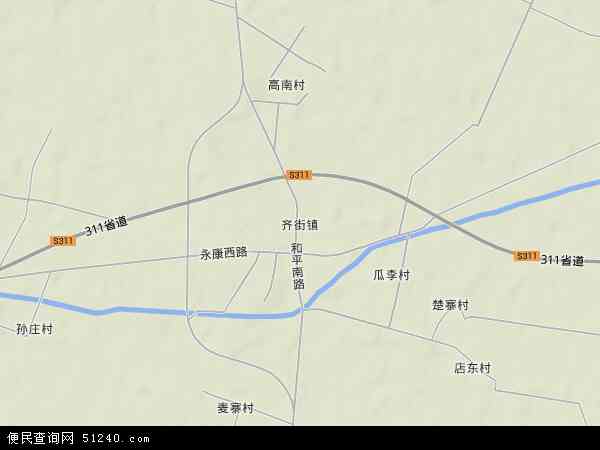 高南村
S311
齐街镇
311省道
S311
和平南路
永康西路
S311
311省道
瓜李村
楚寨村
孙庄村
店东村
麦寨村
便民查询网 51240.com